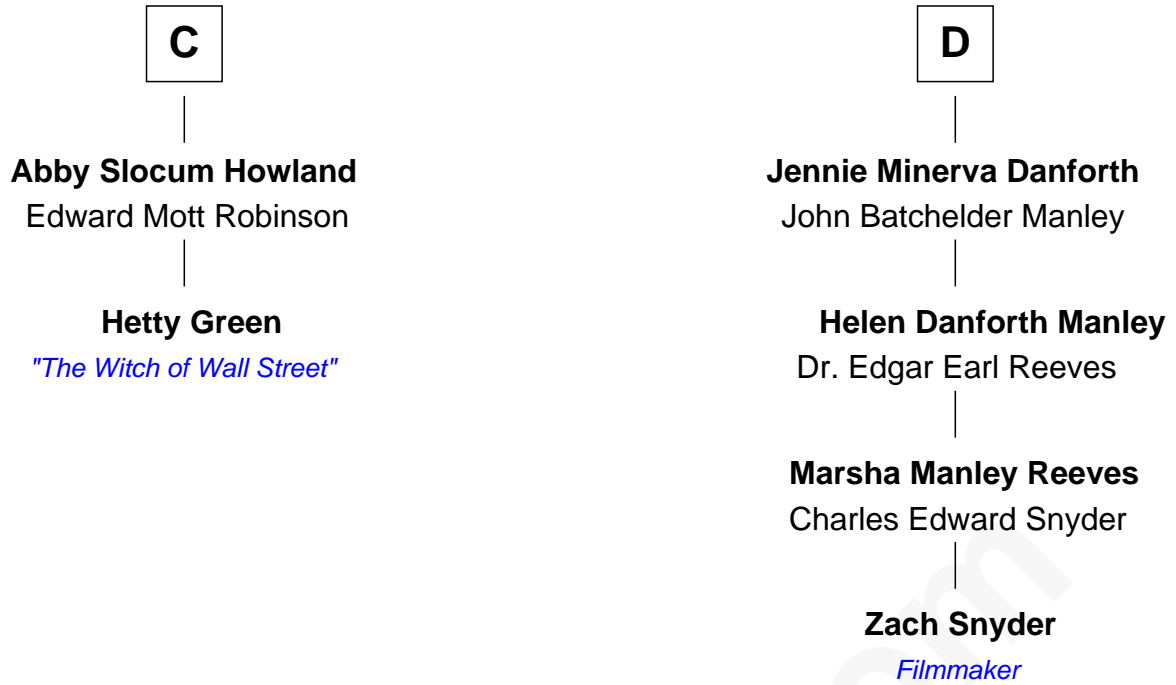 C
Abby Slocum Howland
Edward Mott Robinson
Hetty Green
"The Witch of Wall Street"
D
Jennie Minerva Danforth
John Batchelder Manley
Helen Danforth Manley
Dr. Edgar Earl Reeves
Marsha Manley Reeves
Charles Edward Snyder
Zach Snyder
Filmmaker